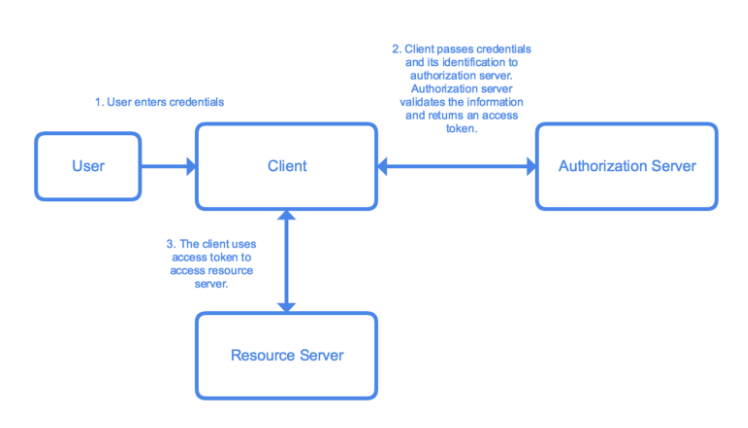 2. Client passes credentials
and its identification to
authorization server.
Authorization server
validates the information
and returns an access
token.
1. User enters credentials
User
Client
Authorization Server
3. The client uses
access token to
access resource
server.
Resource Server